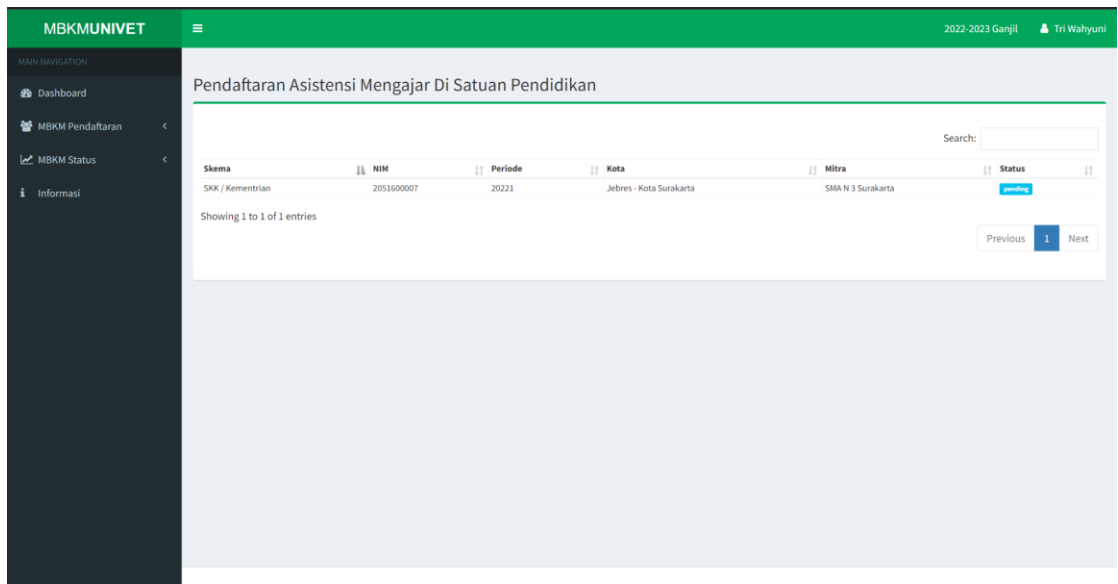 MBKMUNIVET
2022-2023 Ganjil Tri Wahyuni
MAIN NAVIGATION
Dashboard
MBKM Pendaftaran
MBKM Status
Informasi
Pendaftaran Asistensi Mengajar Di Satuan Pendidikan
Search:
Skema NIM Periode Kota Mitra Status
SKK / Kementrian 2051600007 20221 Jebres - Kota Surakarta SMA N 3 Surakarta pending
Showing 1 to 1 of 1 entries
Previous 1 Next